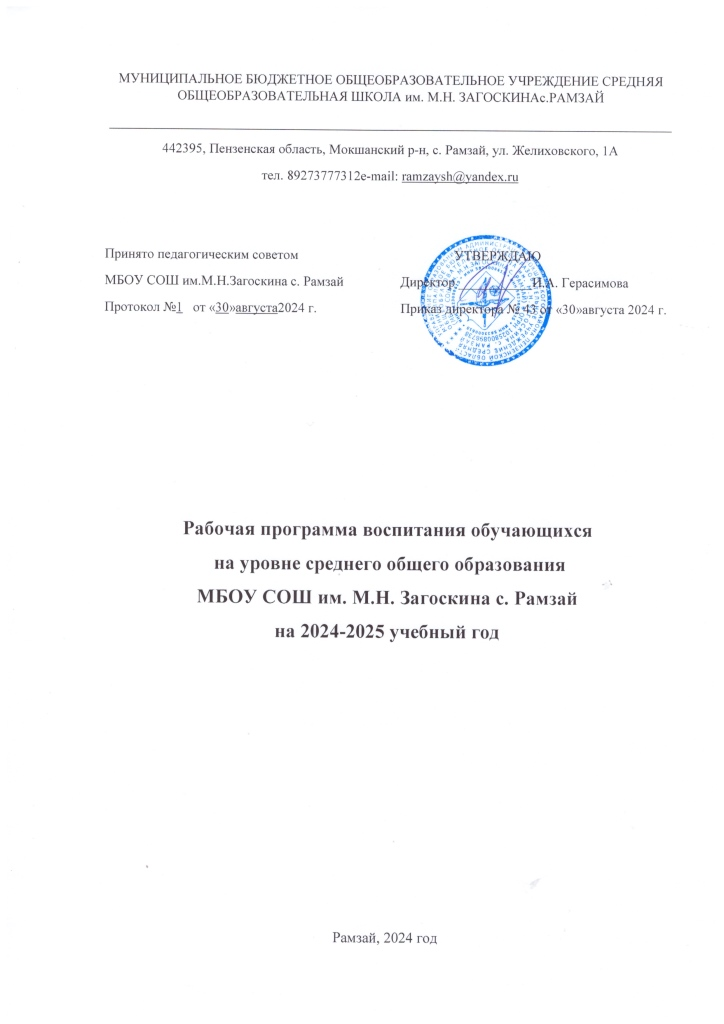 МУНИЦИПАЛЬНОЕ БЮДЖЕТНОЕ ОБЩЕОБРАЗОВАТЕЛЬНОЕ УЧРЕЖДЕНИЕ СРЕДНЯЯ
ОБЩЕОБРАЗОВАТЕЛЬНАЯ ШКОЛА им. М.Н. ЗАГОСКИНАс.РАМЗАЙ
442395, Пензенская область, Мокшанский р-н, с. Рамзай, ул. Желиховского, 1А
тел. 89273777312e-mail: ramzaysh@yandex.ru
Принято педагогическим советом
МБОУ СОШ им.М.Н.Загоскина с. Рамзай
Протокол №1 от «30»августа2024 г.
УТВЕРЖДАЮ
Директор И.А. Герасимова
Приказ директора № 43 от «30»августа 2024 г.
Рабочая программа воспитания обучающихся
на уровне среднего общего образования
МБОУ СОШ им. М.Н. Загоскина с. Рамзай
на 2024-2025 учебный год
Рамзай, 2024 год